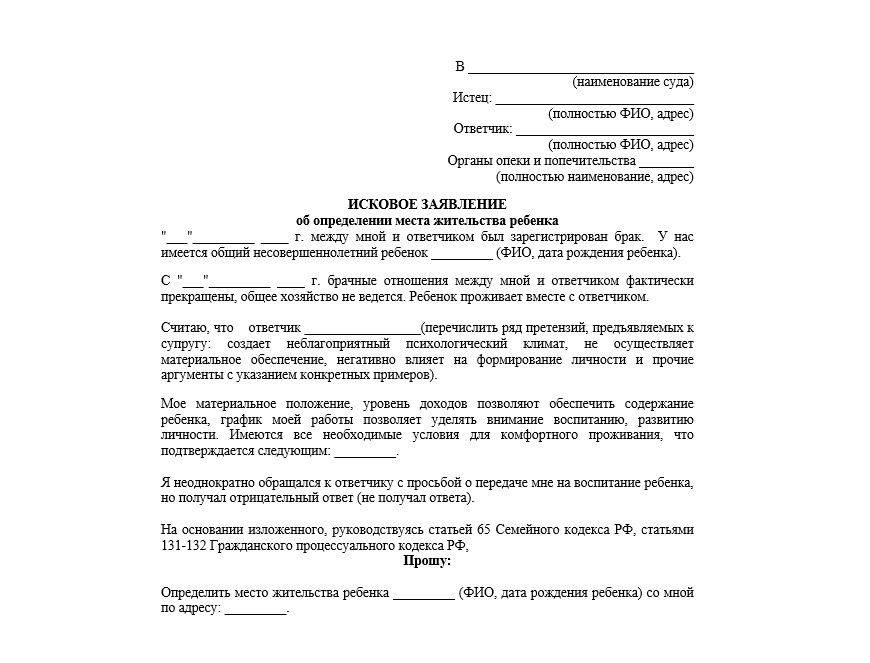 В ________________________________
(наименование суда)
Истец: ____________________________
(полностью ФИО, адрес)
Ответчик: _________________________
(полностью ФИО, адрес)
Органы опеки и попечительства ________
(полностью наименование, адрес)
ИСКОВОЕ ЗАЯВЛЕНИЕ
об определении места жительства ребенка
"___"_________ ____ г. между мной и ответчиком был зарегистрирован брак. У нас
имеется общий несовершеннолетний ребенок _________ (ФИО, дата рождения ребенка).
С "___"_________ ____ г. брачные отношения между мной и ответчиком фактически
прекращены, общее хозяйство не ведется. Ребенок проживает вместе с ответчиком.
Считаю, что ответчик _________________(перечислить ряд претензий, предъявляемых к
супругу: создает неблагоприятный психологический климат, не осуществляет
материальное обеспечение, негативно влияет на формирование личности и прочие
аргументы с указанием конкретных примеров).
Мое материальное положение, уровень доходов позволяют обеспечить содержание
ребенка, график моей работы позволяет уделять внимание воспитанию, развитию
личности. Имеются все необходимые условия для комфортного проживания, что
подтверждается следующим: _________.
Я неоднократно обращался к ответчику с просьбой о передаче мне на воспитание ребенка,
но получал отрицательный ответ (не получал ответа).
На основании изложенного, руководствуясь статьей 65 Семейного кодекса РФ, статьями
131-132 Гражданского процессуального кодекса РФ,
Прошу:
Определить место жительства ребенка _________ (ФИО, дата рождения ребенка) со мной
по адресу: _________.